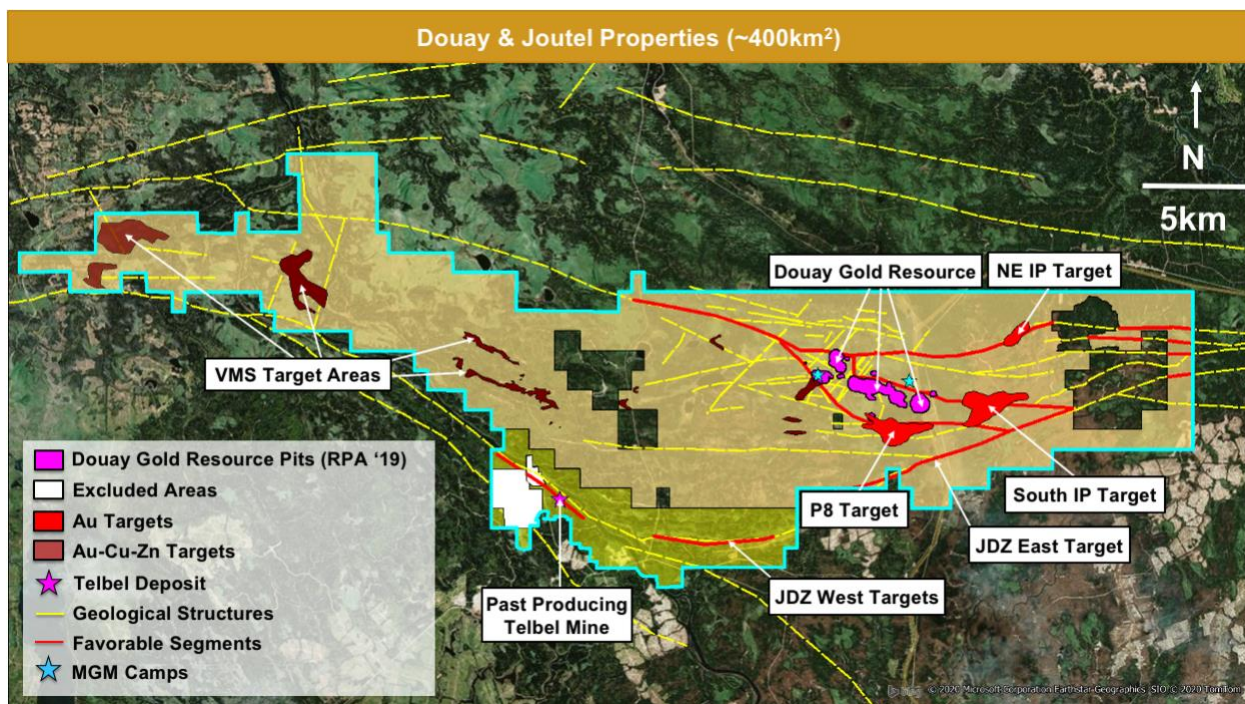 Douay & Joutel Properties (~400km²)
N
5km
Douay Gold Resource
NE IP Target
VMS Target Areas
Douay Gold Resource Pits (RPA ‘19)
Excluded Areas
Au Targets
Au-Cu-Zn Targets
Telbel Deposit
Geological Structures
Favorable Segments
MGM Camps
P8 Target
South IP Target
JDZ East Target
JDZ West Targets
Past Producing
Telbel Mine
© 2020 Microsoft Corporation Earthstar Geographics SIO © 2020 TomTom